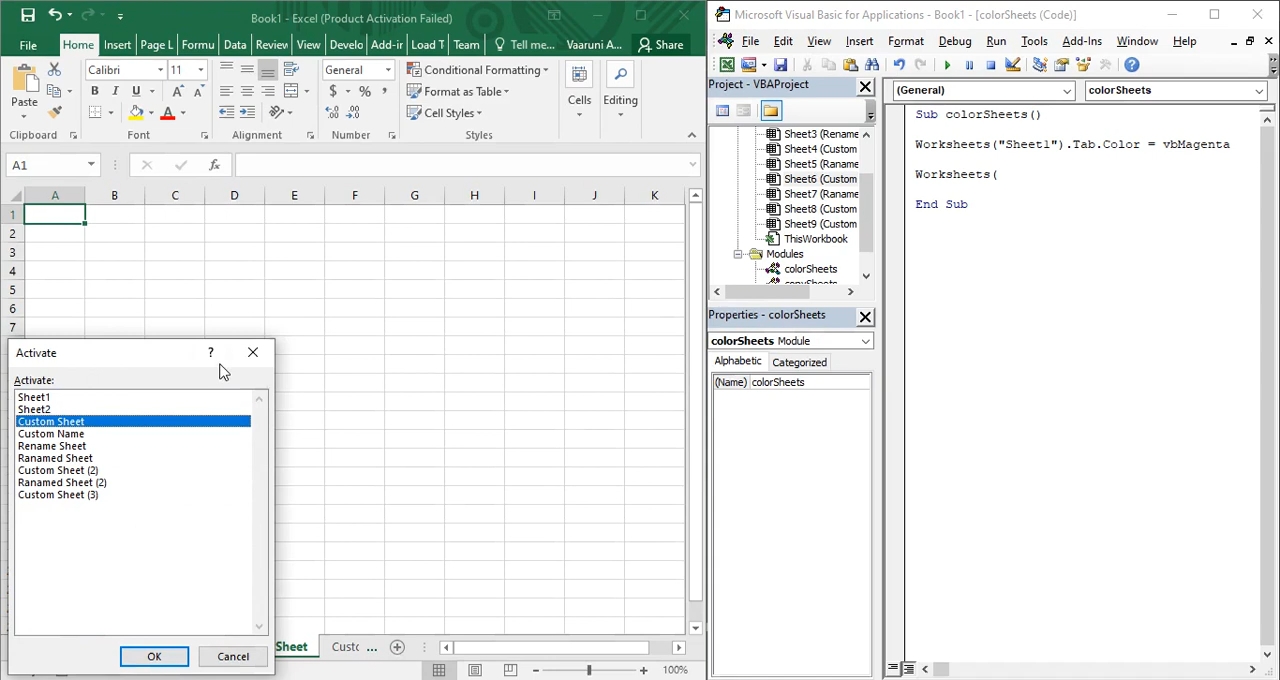 Book1 - Excel (Product Activation Failed)
File
Home
Insert
Page L
Formu
Data
Review
View
Develo
Add-ir
Load T
Team
Tell me...
Vaaruni A...
Share
Paste
Clipboard
Calibri
11
B I U
A A
Font
Alignment
General
$ % ,
Number
Conditional Formatting
Format as Table
Cell Styles
Styles
Cells
Editing
A1
fx
A B C D E F G H I J K
1
2
3
4
5
6
7
Activate
?
Activate:
Sheet1
Sheet2
Custom Sheet
Custom Name
Rename Sheet
Ranamed Sheet
Custom Sheet (2)
Ranamed Sheet (2)
Custom Sheet (3)
OK
Cancel
Sheet
Custc
...
100%
Microsoft Visual Basic for Applications - Book1 - [colorSheets (Code)]
File Edit View Insert Format Debug Run Tools Add-Ins Window Help
Project - VBAProject
Sheet3 (Rename
Sheet4 (Custom
Sheet5 (Raname
Sheet6 (Custom
Sheet7 (Raname
Sheet8 (Custom
Sheet9 (Custom
ThisWorkbook
Modules
colorSheets
copySheets
Properties - colorSheets
colorSheets Module
Alphabetic
Categorized
(Name) colorSheets
(General)
colorSheets
Sub colorSheets()
Worksheets("Sheet1").Tab.Color = vbMagenta
Worksheets(
End Sub